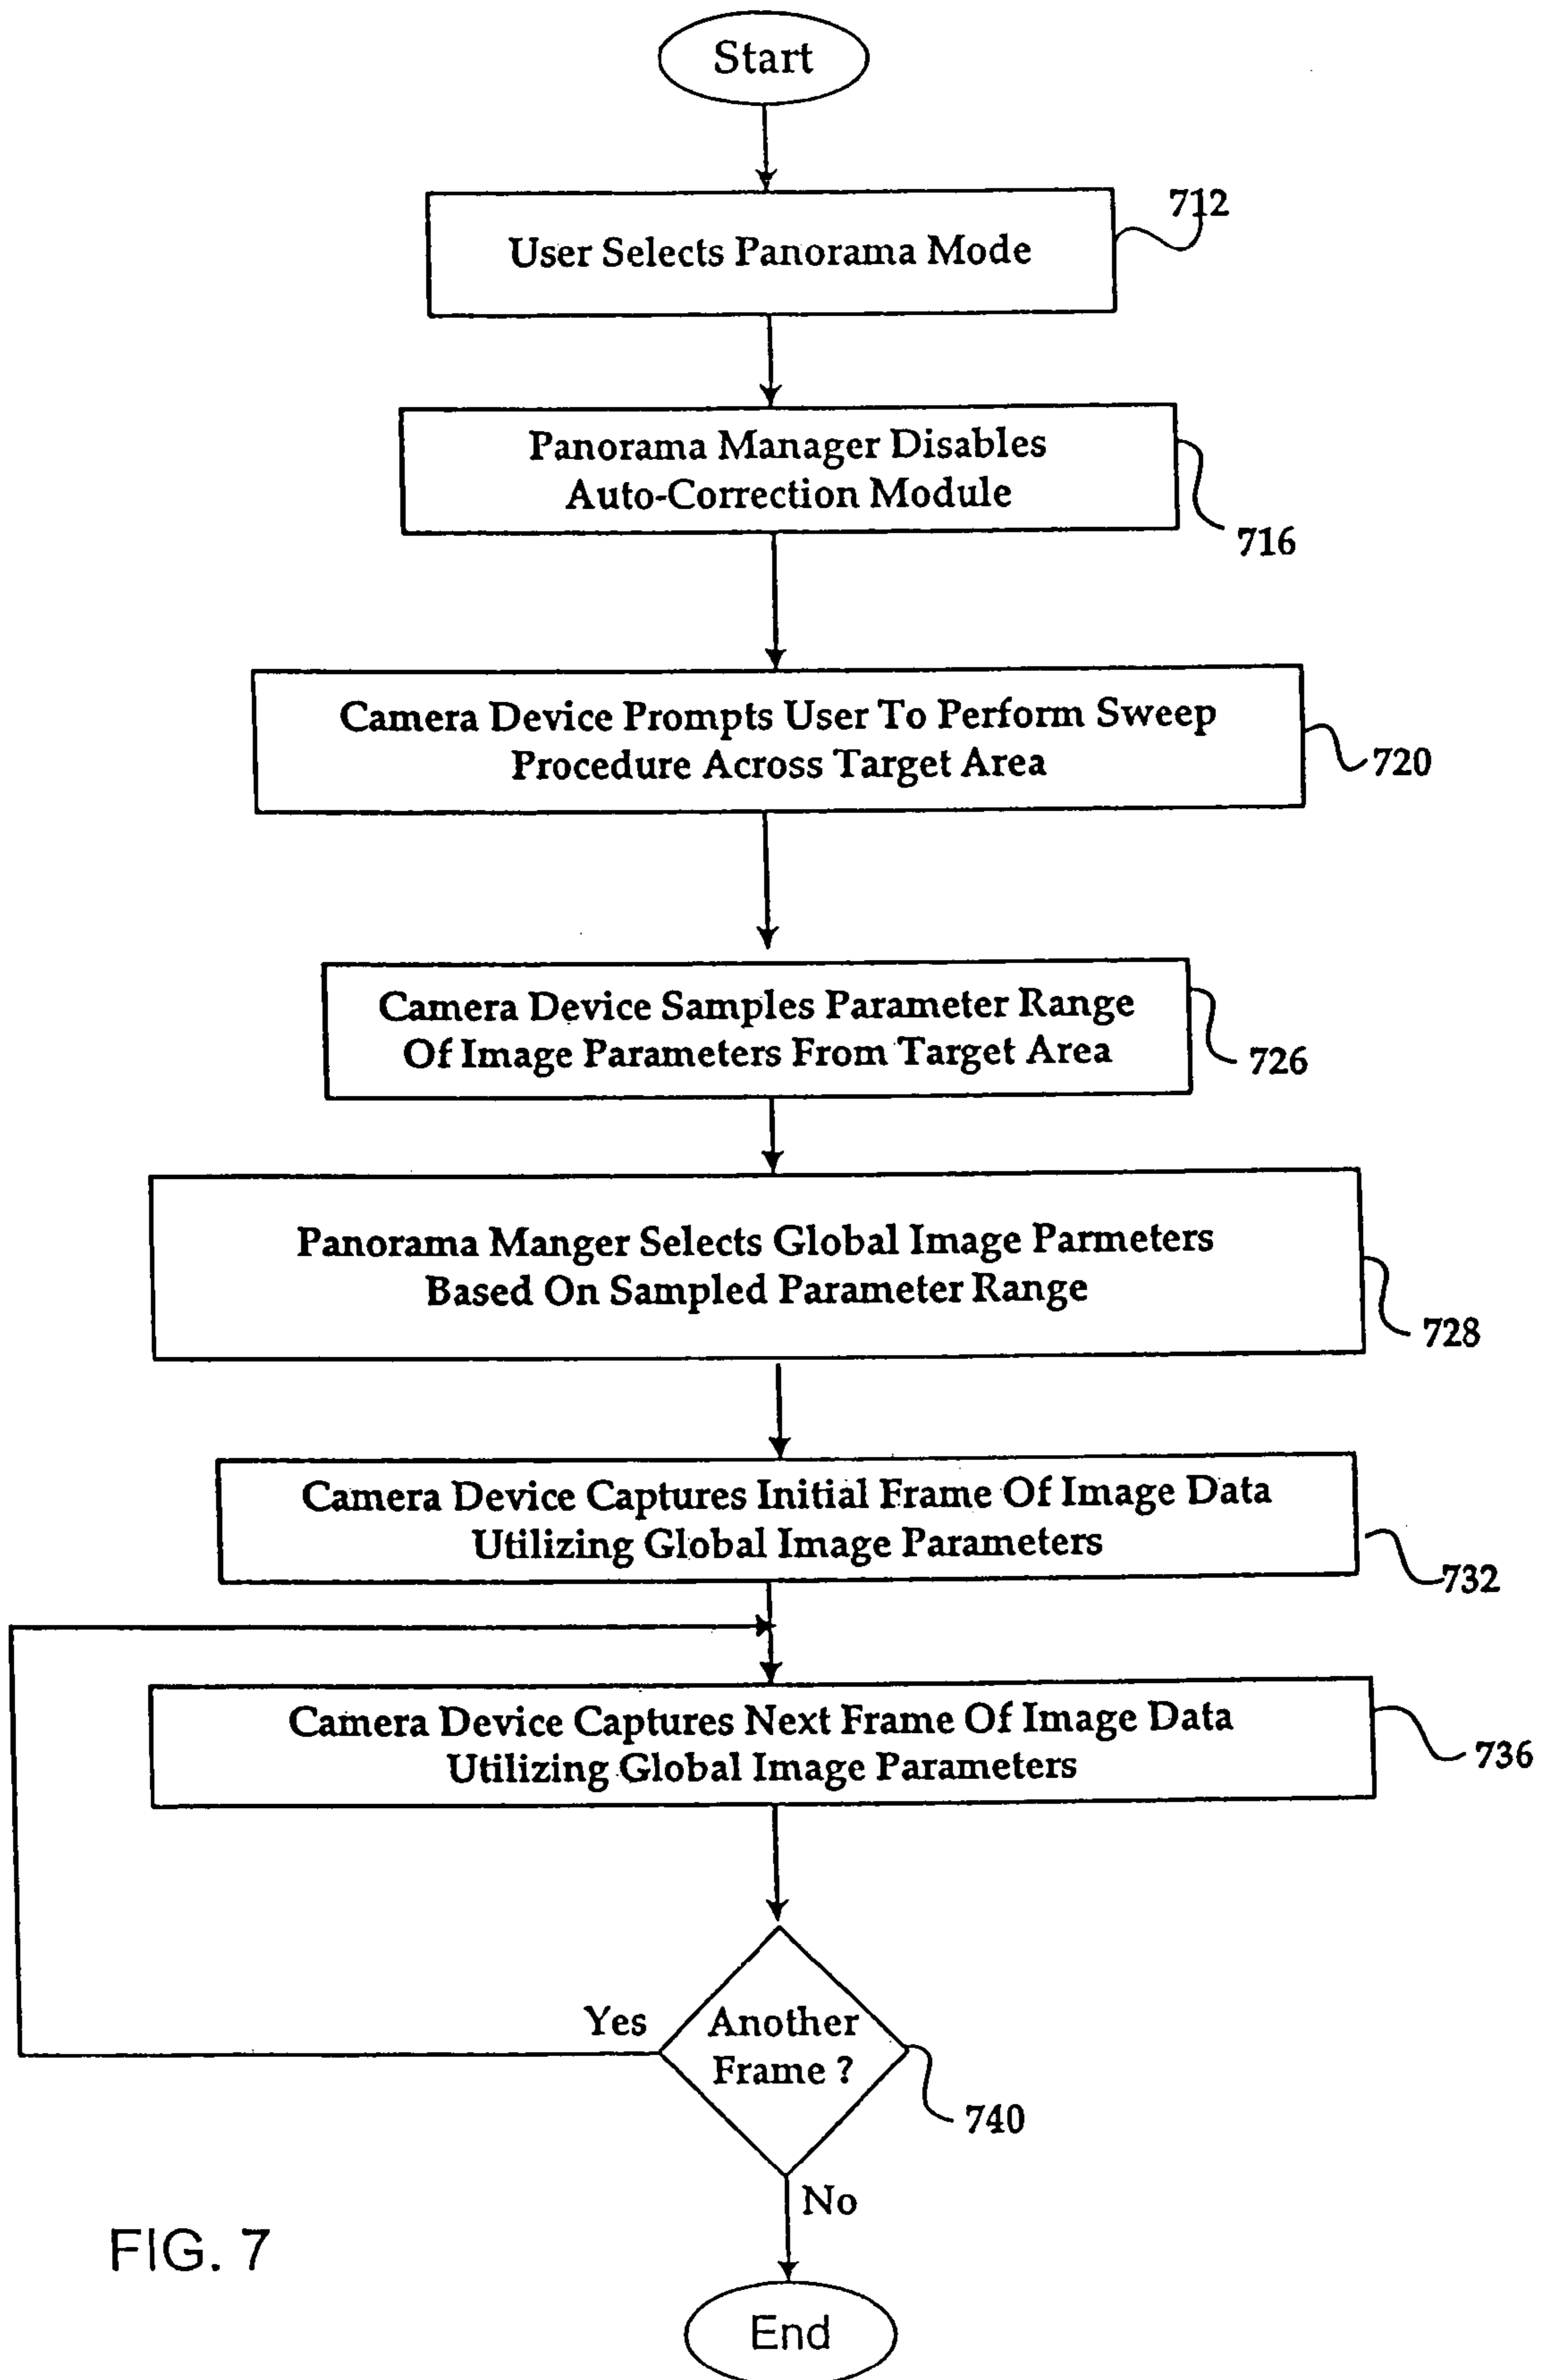 Start
712
User Selects Panorama Mode
Panorama Manager Disables
Auto-Correction Module
716
Camera Device Prompts User To Perform Sweep
Procedure Across Target Area
720
Camera Device Samples Parameter Range
Of Image Parameters From Target Area
726
Panorama Manger Selects Global Image Parmeters
Based On Sampled Parameter Range
728
Camera Device Captures Initial Frame Of Image Data
Utilizing Global Image Parameters
732
Camera Device Captures Next Frame Of Image Data
Utilizing Global Image Parameters
736
Yes
Another
Frame ?
740
No
FIG. 7
End